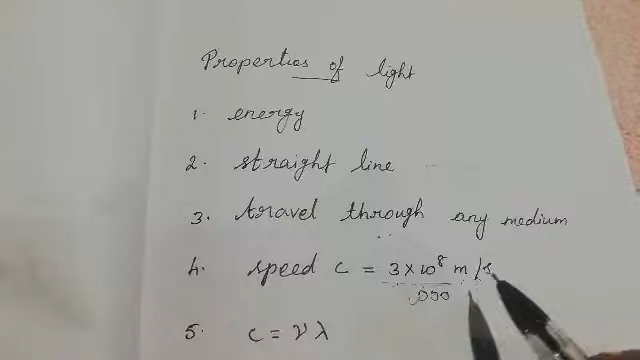 Properties of light
1. energy
2. straight line
3. travel through any medium
4. speed c = 3 × 10⁸ m/s
5. c = νλ